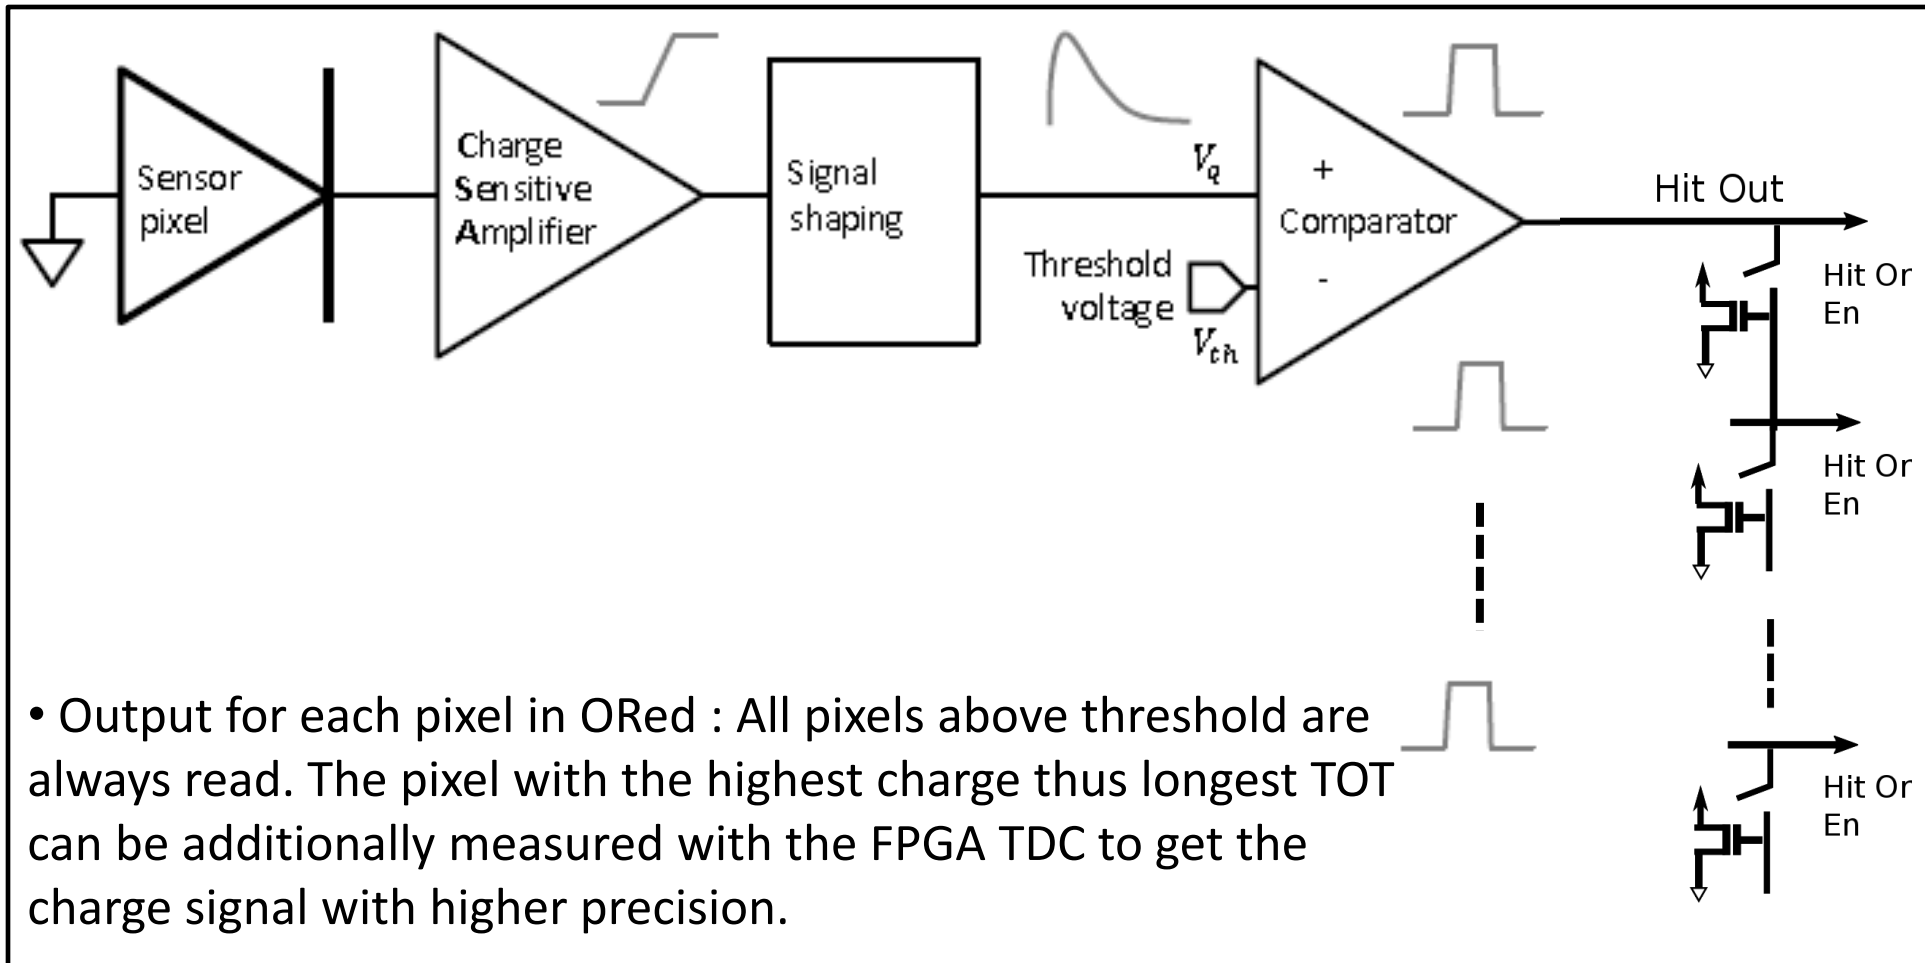 Sensor
pixel
Charge
Sensitive
Amplifier
Signal
shaping
Vq
Threshold
voltage
Vth
+
Comparator
-
Hit Out
Hit Or
En
Hit Or
En
Hit Or
En
• Output for each pixel in ORed : All pixels above threshold are
always read. The pixel with the highest charge thus longest TOT
can be additionally measured with the FPGA TDC to get the
charge signal with higher precision.